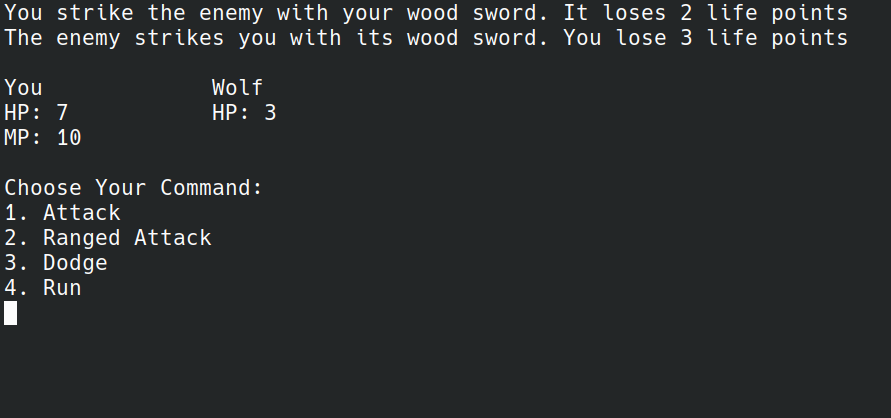 You strike the enemy with your wood sword. It loses 2 life points
The enemy strikes you with its wood sword. You lose 3 life points
You Wolf
HP: 7 HP: 3
MP: 10
Choose Your Command:
1. Attack
2. Ranged Attack
3. Dodge
4. Run